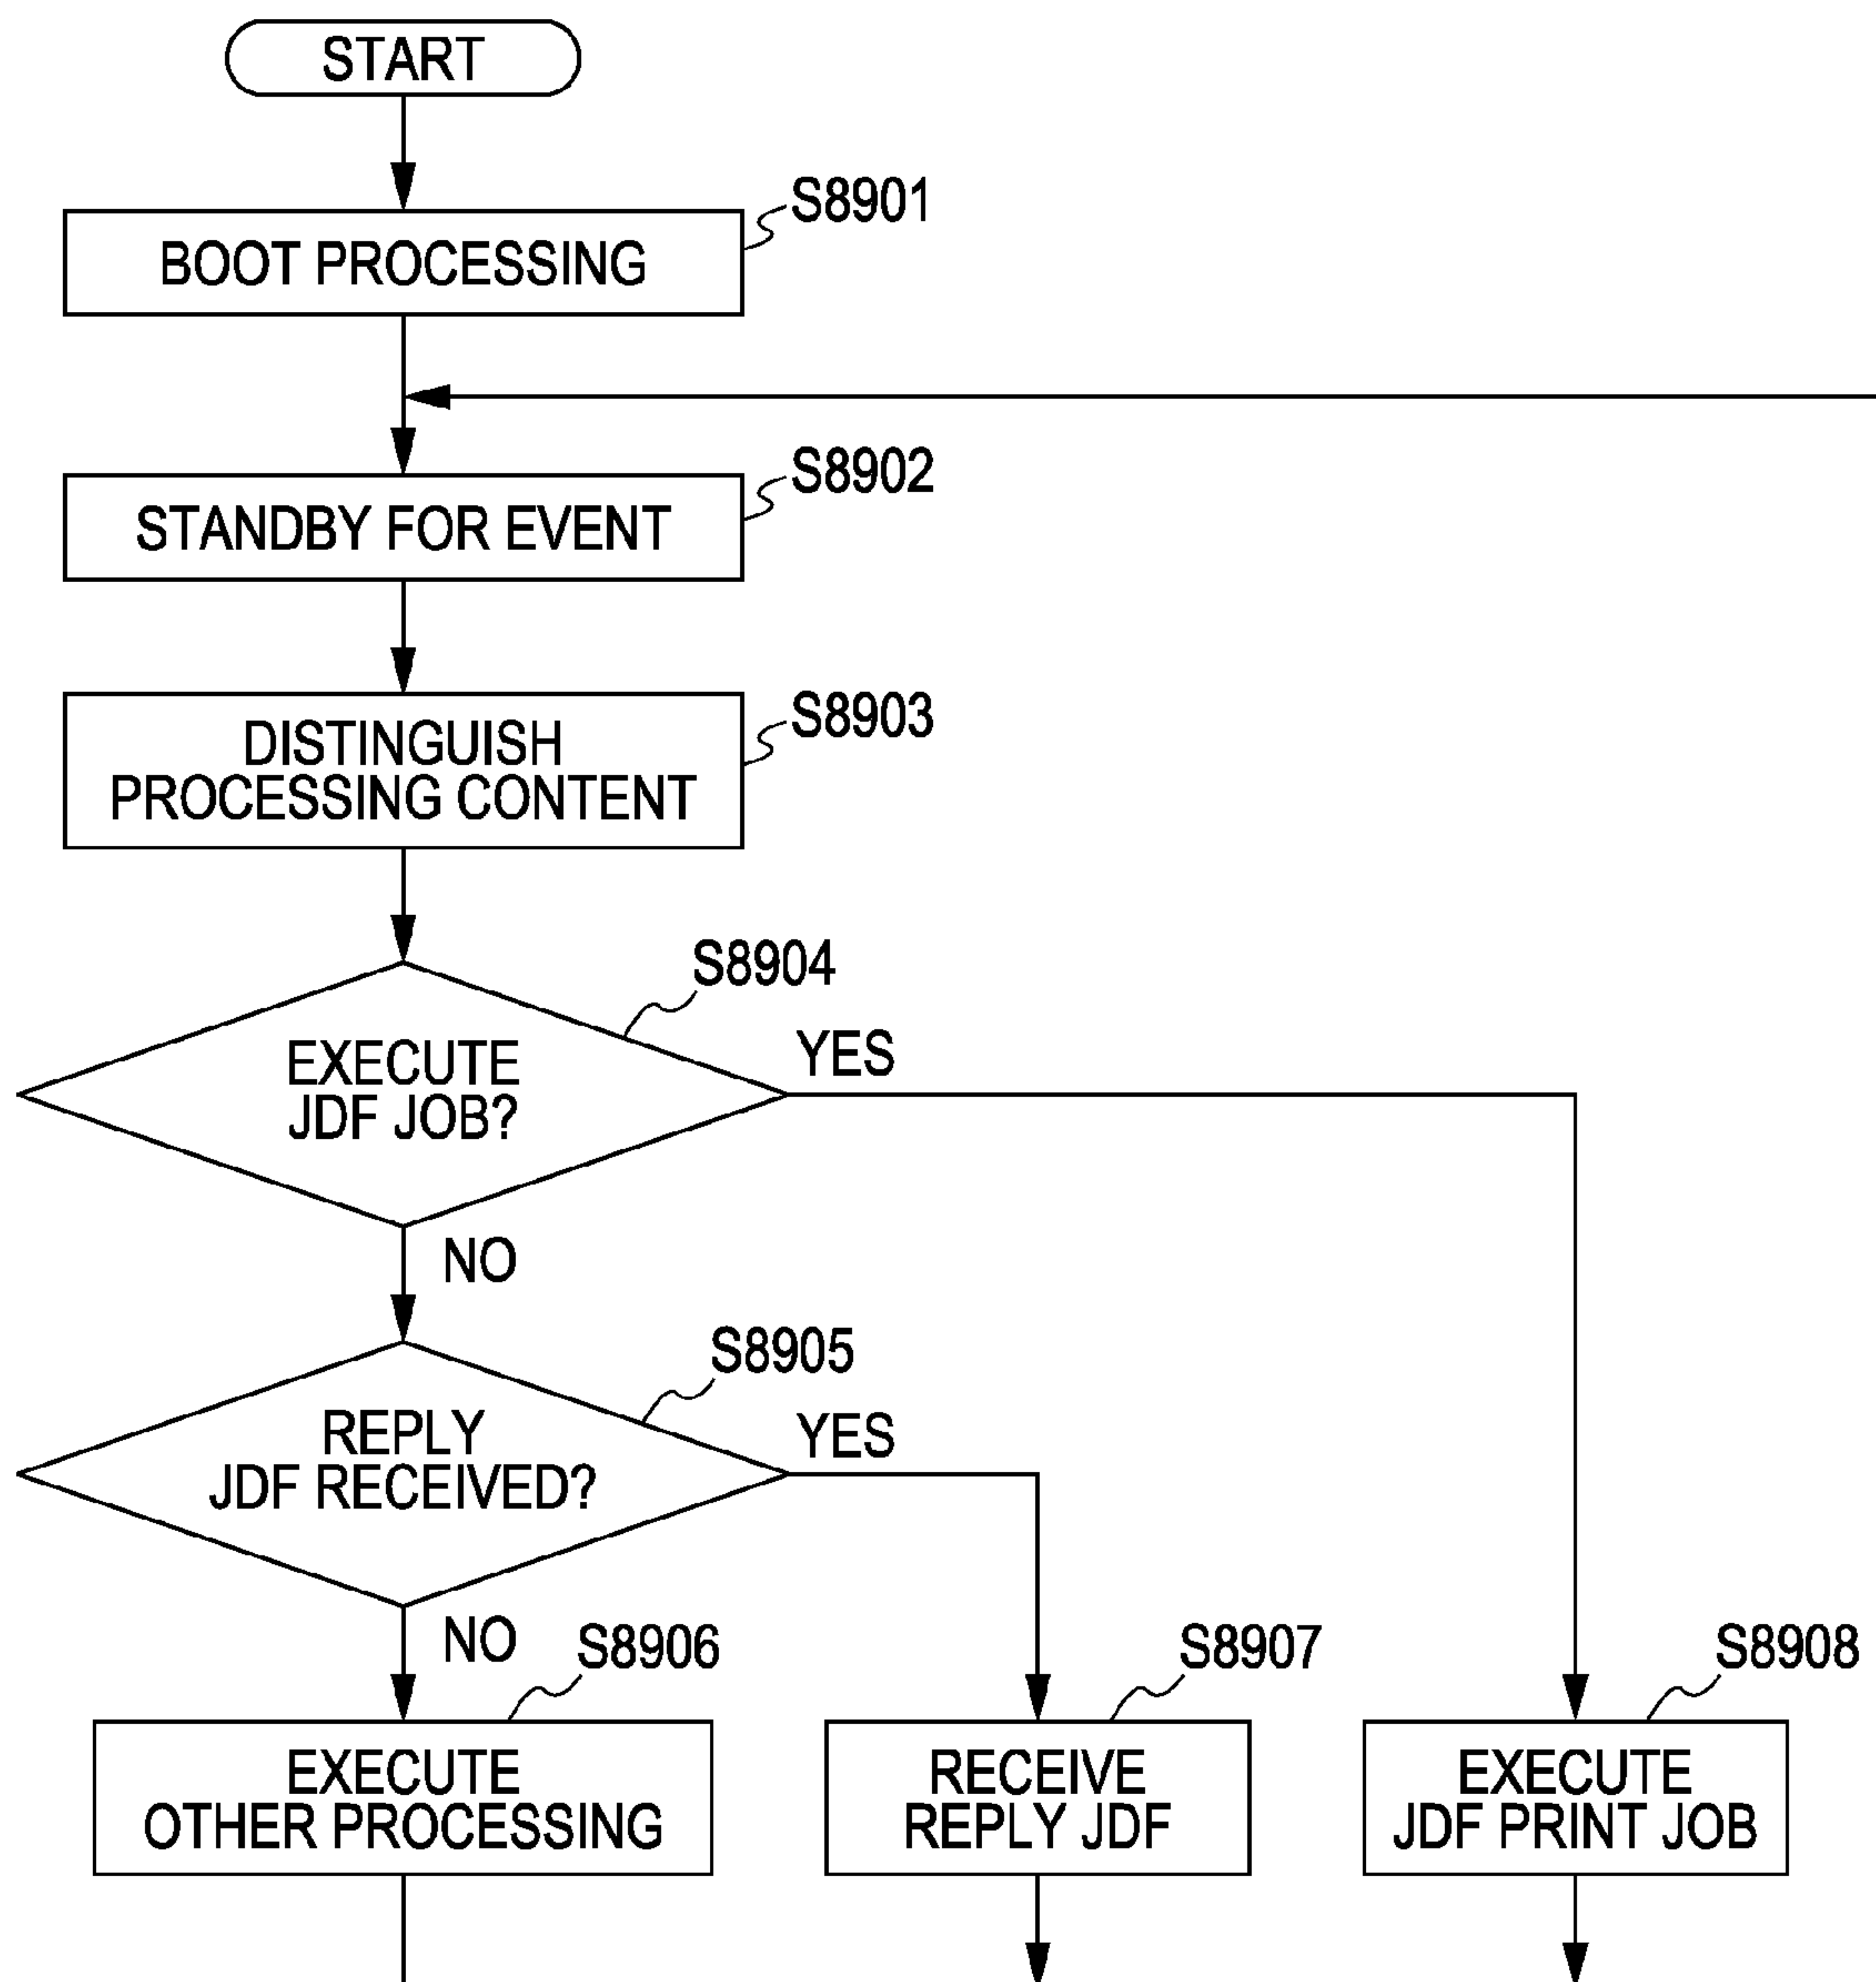 START
S8901
BOOT PROCESSING
S8902
STANDBY FOR EVENT
S8903
DISTINGUISH
PROCESSING CONTENT
S8904
EXECUTE
JDF JOB?
YES
NO
S8905
REPLY
JDF RECEIVED?
YES
NO
S8906
EXECUTE
OTHER PROCESSING
S8907
RECEIVE
REPLY JDF
S8908
EXECUTE
JDF PRINT JOB